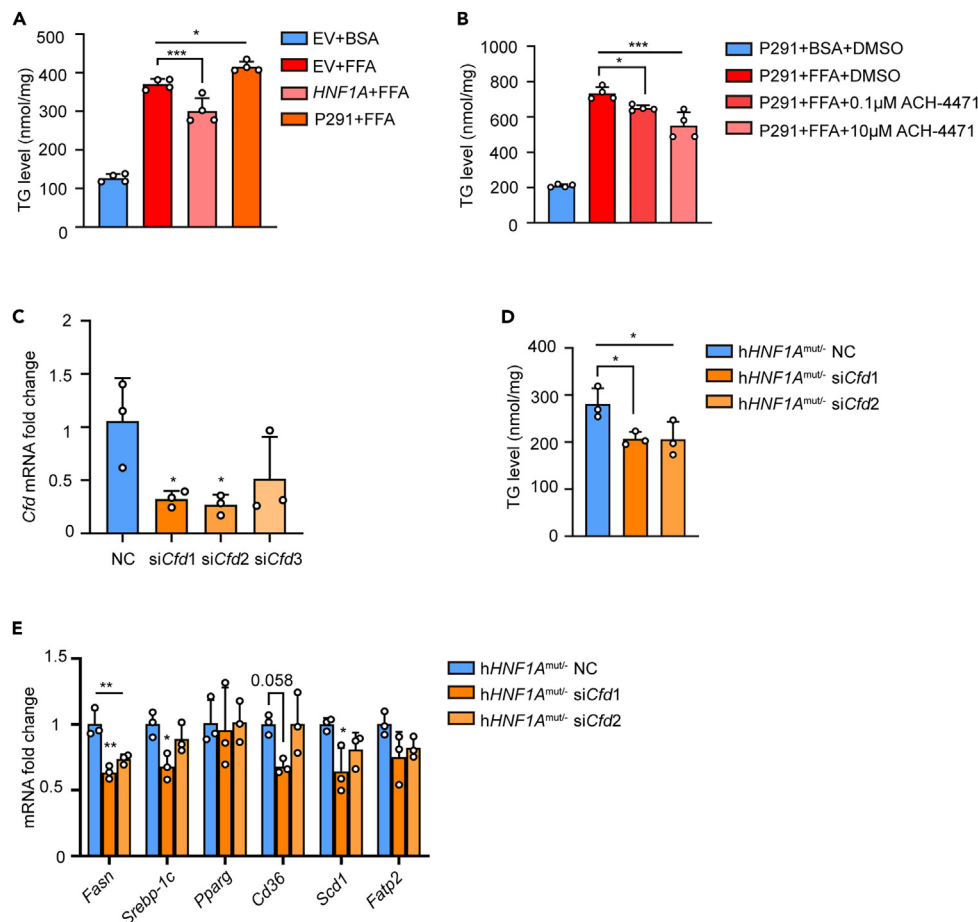 A
TG level (nmol/mg)
500
400
300
200
100
0
*
***
EV+BSA
EV+FFA
HNF1A+FFA
P291+FFA
B
TG level (nmol/mg)
1000
800
600
400
200
0
***
*
P291+BSA+DMSO
P291+FFA+DMSO
P291+FFA+0.1μM ACH-4471
P291+FFA+10μM ACH-4471
C
Cfd mRNA fold change
2
1.5
1
0.5
0
* *
NC siCfd1 siCfd2 siCfd3
D
TG level (nmol/mg)
400
300
200
100
0
*
*
hHNF1Amut/- NC
hHNF1Amut/- siCfd1
hHNF1Amut/- siCfd2
E
mRNA fold change
1.5
1
0.5
1
0
**
**
*
0.058
*
Fasn
Srebp-1c
Pparg
Cd36
Scd1
Fatp2
hHNF1Amut/- NC
hHNF1Amut/- siCfd1
hHNF1Amut/- siCfd2